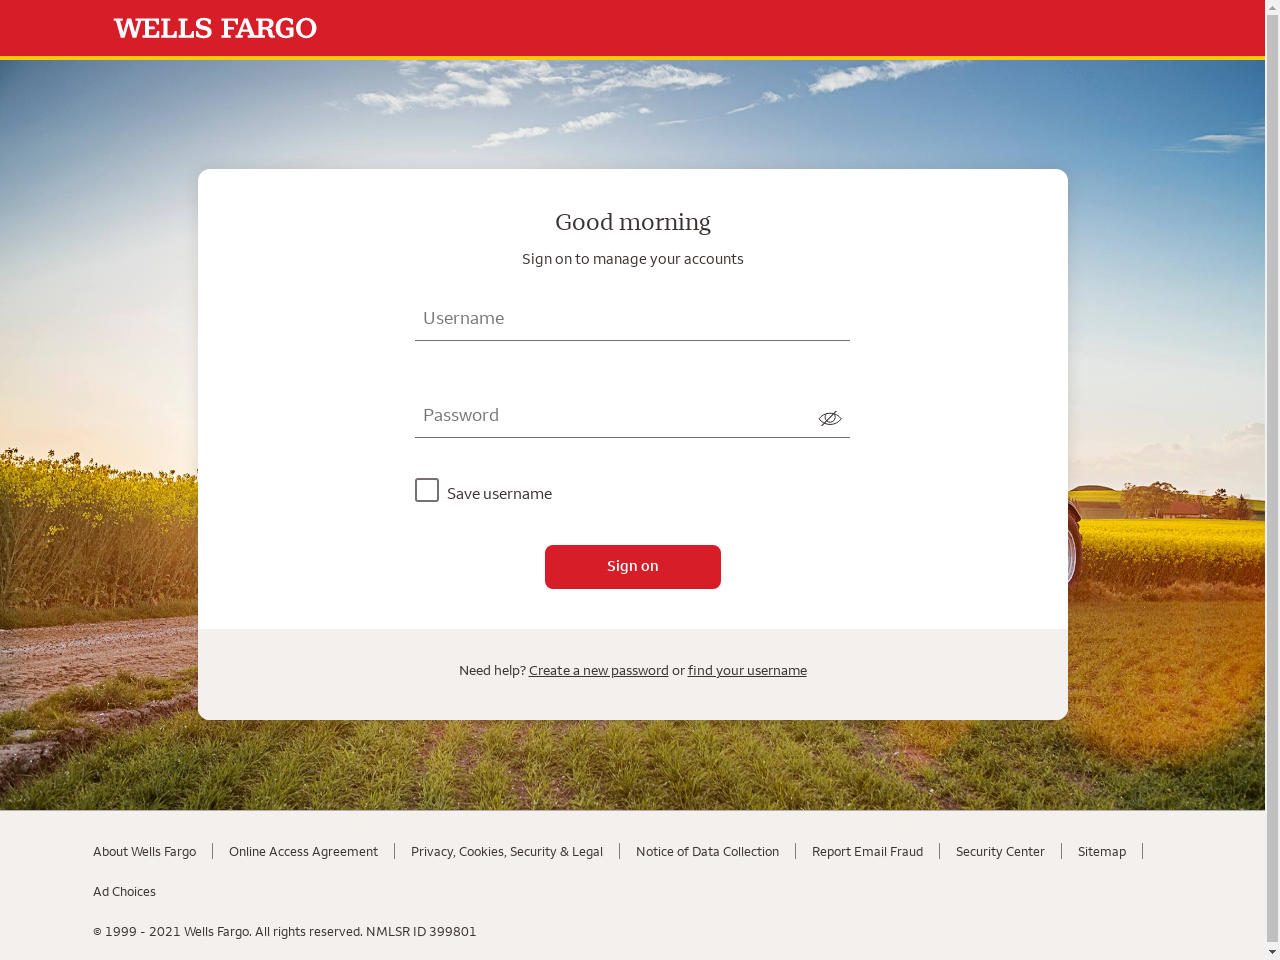 WELLS FARGO
Good morning
Sign on to manage your accounts
Username
Password
Save username
Sign on
Need help? Create a new password or find your username
About Wells Fargo
Online Access Agreement
Privacy, Cookies, Security & Legal
Notice of Data Collection
Report Email Fraud
Security Center
Sitemap
Ad Choices
© 1999 - 2021 Wells Fargo. All rights reserved. NMLSR ID 399801